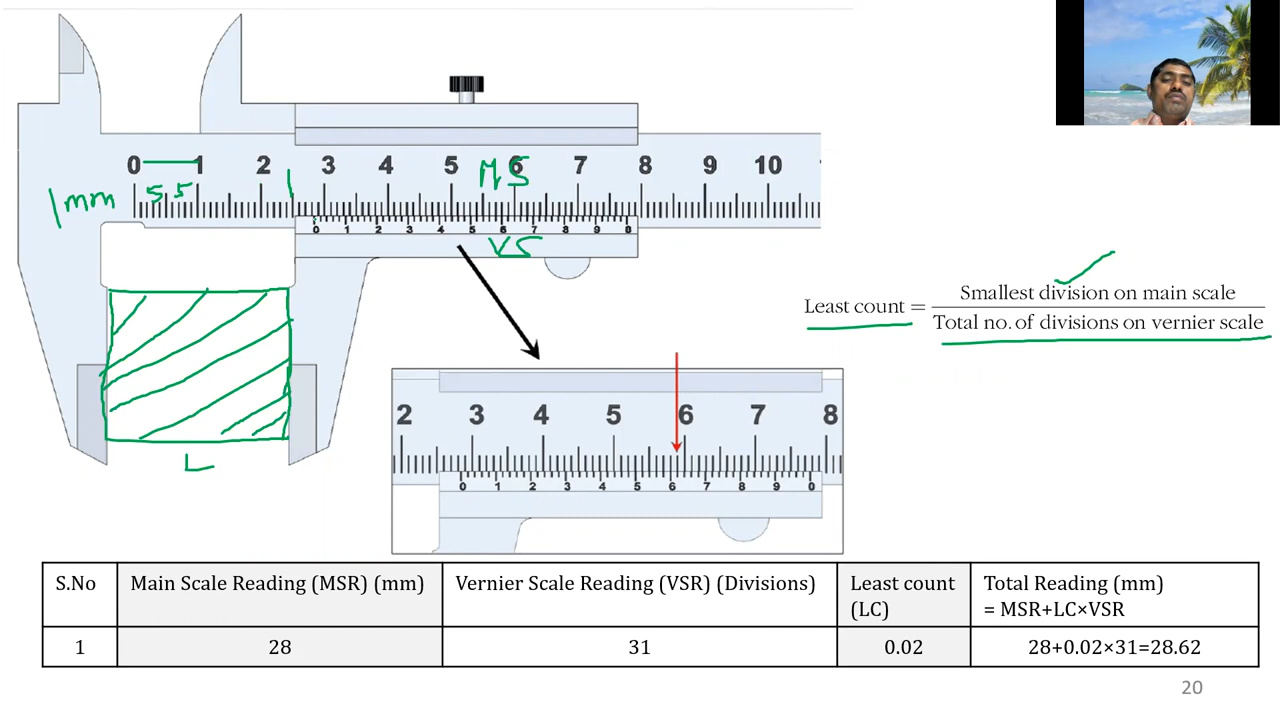 0 1 2 3 4 5 6 7 8 9 10
MS
1mm
5 5
0 1 2 3 4 5 6 7 8 9 0
VS
Smallest division on main scale
Least count =
Total no. of divisions on vernier scale
2 3 4 5 6 7 8
L
0 1 2 3 4 5 6 7 8 9 0
S.No Main Scale Reading (MSR) (mm) Vernier Scale Reading (VSR) (Divisions) Least count Total Reading (mm)
(LC) = MSR+LC×VSR
1 28 31 0.02 28+0.02×31=28.62
20